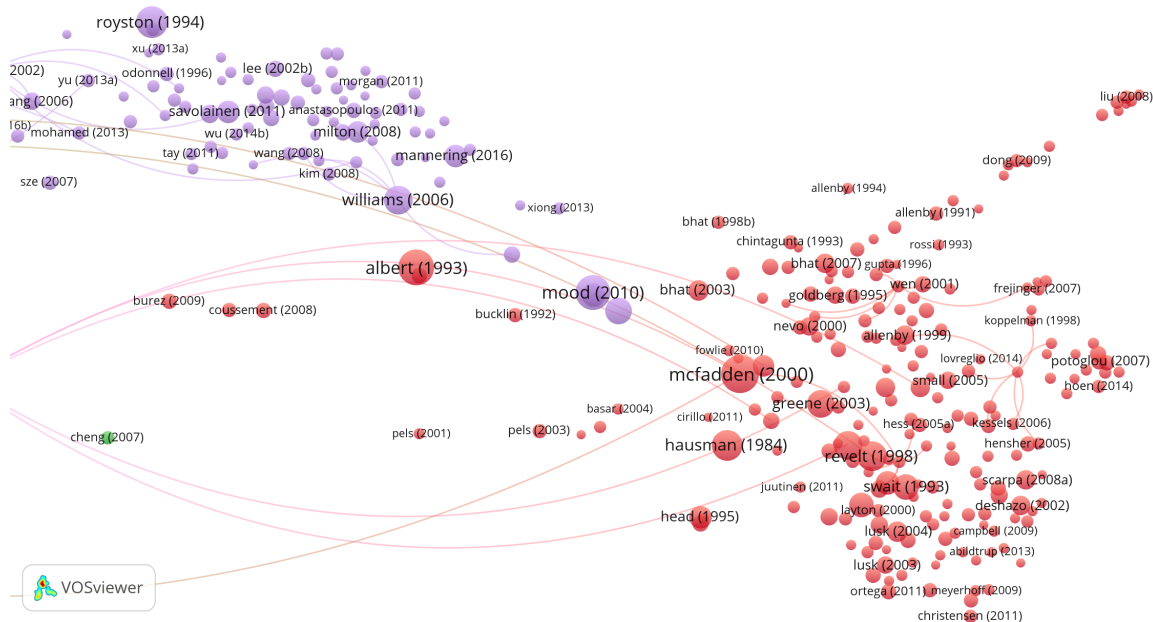 royston (1994)
xu (2013a)
2002)
yu (2013a)
odonnell (1996)
lee (2002b)
morgan (2011)
liu (2008)
ang (2006)
savolainen (2011)
anastasopoulos (2011)
16b)
mohamed (2013)
wu (2014b)
milton (2008)
tay (2011)
wang (2008)
mannering (2016)
dong (2009)
kim (2008)
sze (2007)
allenby (1994)
williams (2006)
xiong (2013)
bhat (1998b)
allenby (1991)
chintagunta (1993)
rossi (1993)
albert (1993)
bhat (2007)
gupta (1996)
mood (2010)
bhat (2003)
goldberg (1995)
wen (2001)
frejinger (2007)
burez (2009)
coussement (2008)
bucklin (1992)
nevo (2000)
koppelman (1998)
allenby (1999)
fowlie (2010)
lovreglio (2014)
potoglou (2007)
mcfadden (2000)
small (2005)
hoen (2014)
basar (2004)
greene (2003)
cirillo (2011)
hess (2005a)
kessels (2006)
cheng (2007)
pels (2001)
pels (2003)
hausman (1984)
hensher (2005)
revelt (1998)
juutinen (2011)
swait (1993)
scarpa (2008a)
head (1995)
layton (2000)
deshazo (2002)
lusk (2004)
campbell (2009)
abildtrup (2013)
lusk (2003)
VOSviewer
ortega (2011)
meyerhoff (2009)
christensen (2011)